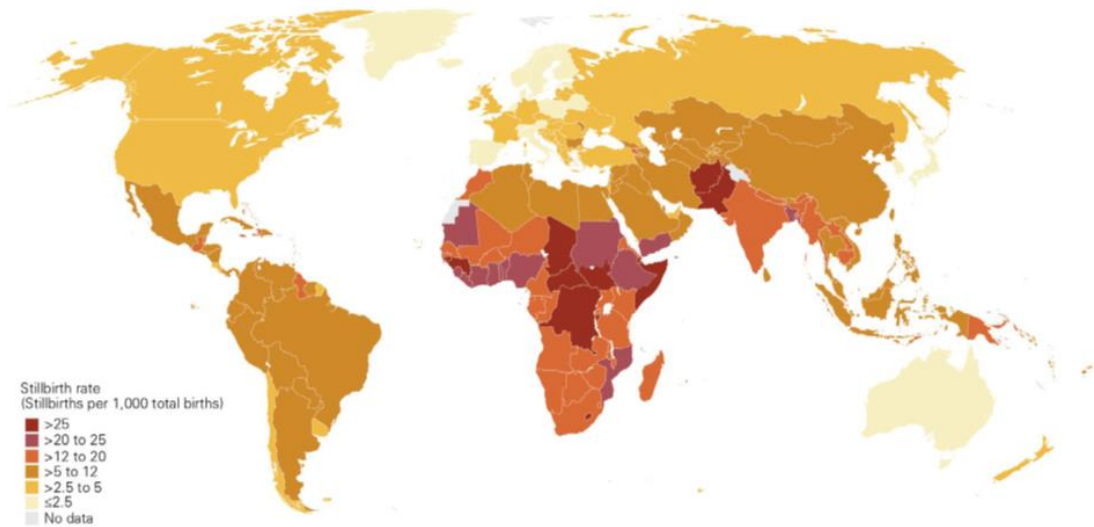 Stillbirth rate
(Stillbirths per 1,000 total births)
>25
>20 to 25
>12 to 20
>5 to 12
>2.5 to 5
≤2.5
No data